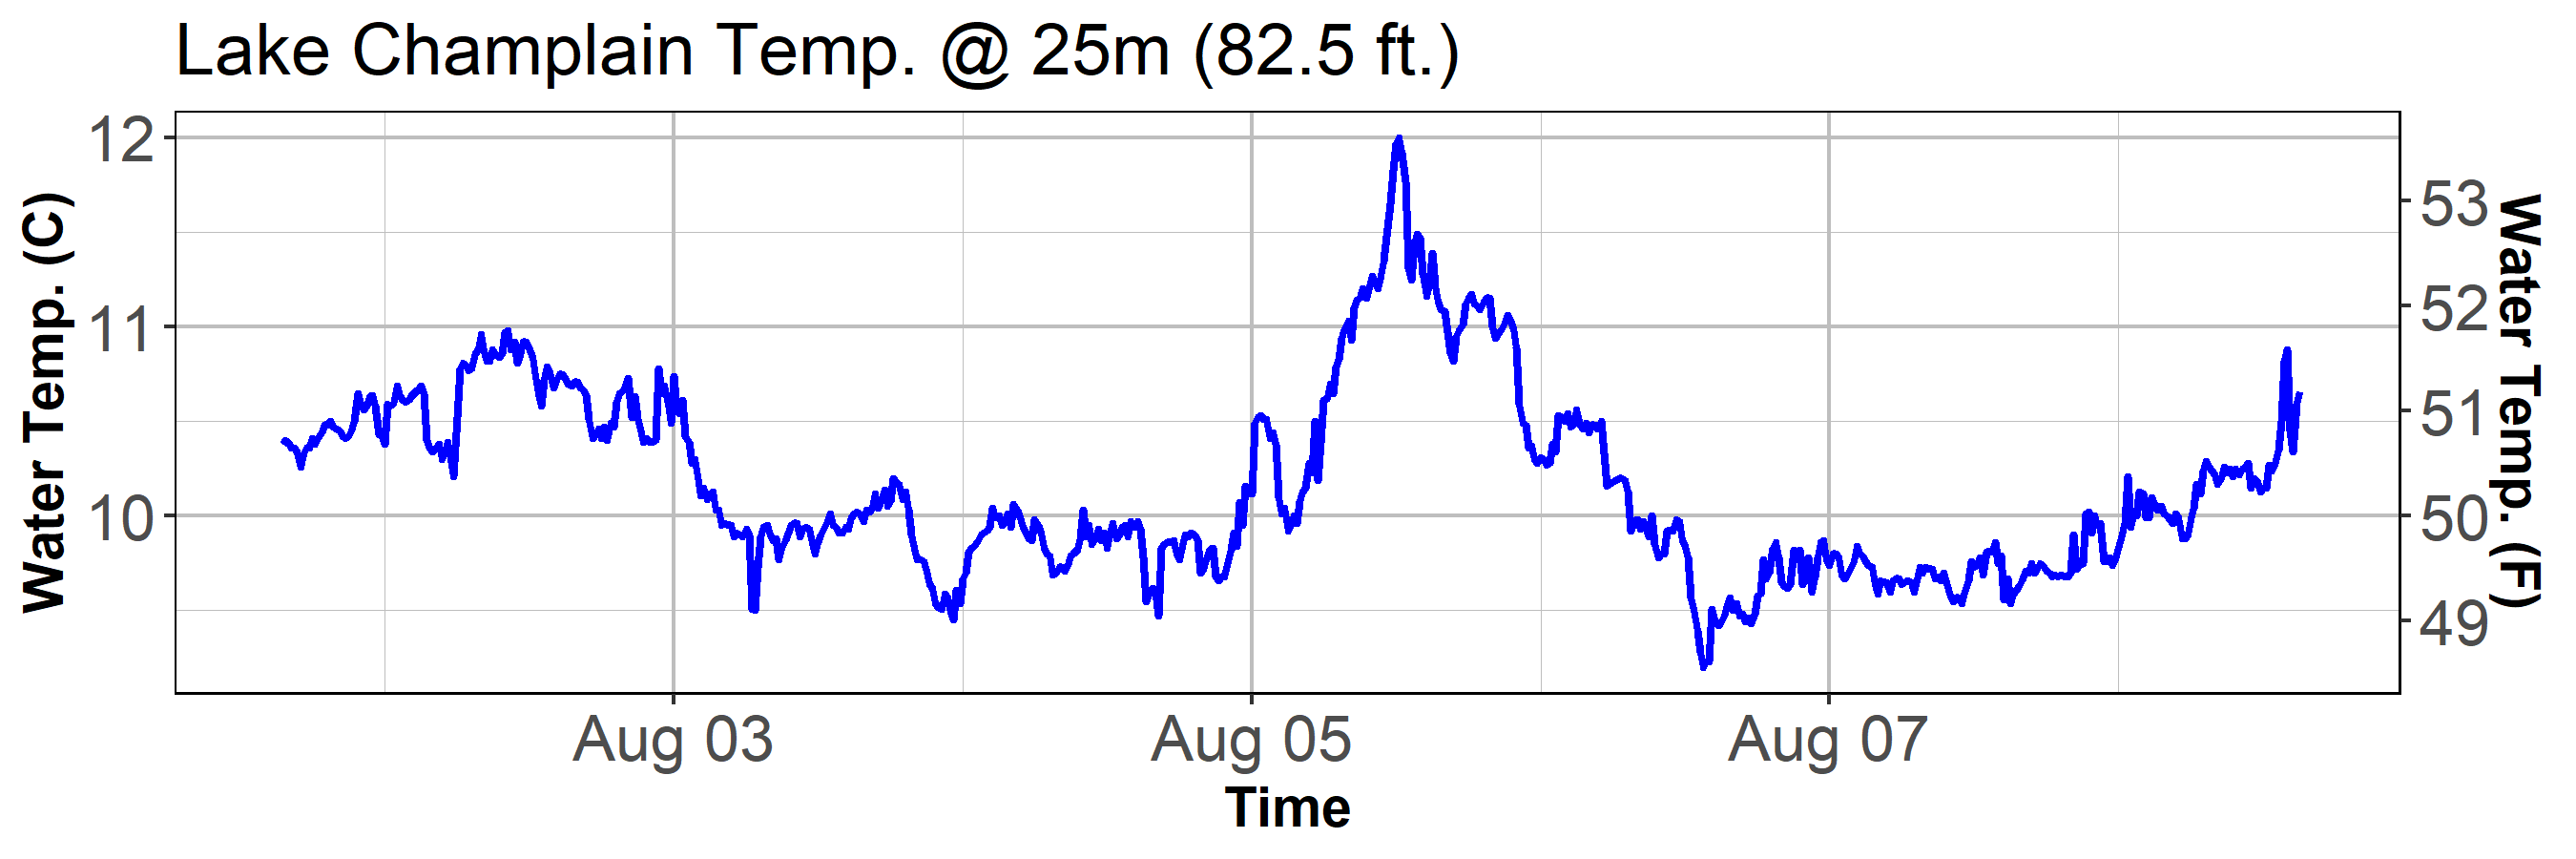 Lake Champlain Temp. @ 25m (82.5 ft.)
Water Temp. (C)
12
11
10
53
52
51
50
49
Water Temp. (F)
Aug 03
Aug 05
Aug 07
Time